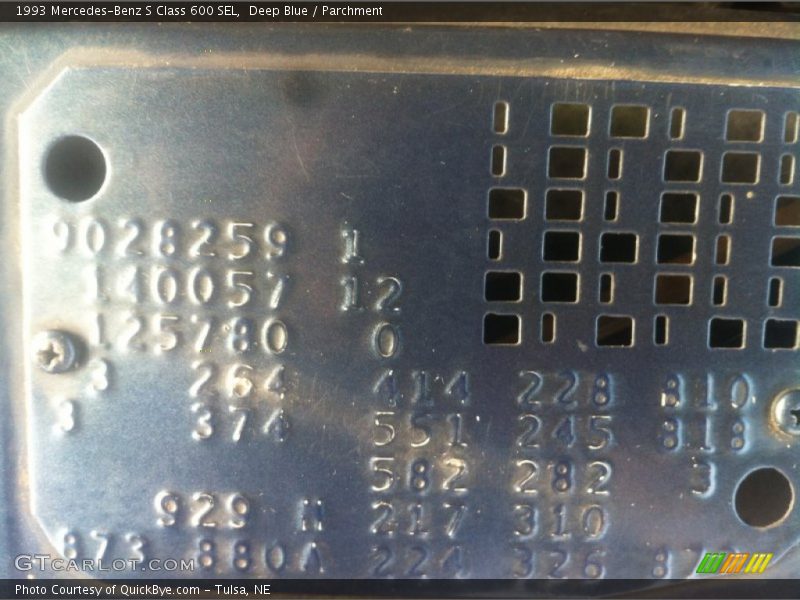 1993 Mercedes-Benz S Class 600 SEL, Deep Blue / Parchment
9028259 1
140057 12
125780 0
3 264 414 228 810
3 374 551 245 818
582 282 3
929 N 217 310
873 880A 224 326
GTCARLOT.COM
Photo Courtesy of QuickBye.com - Tulsa, NE